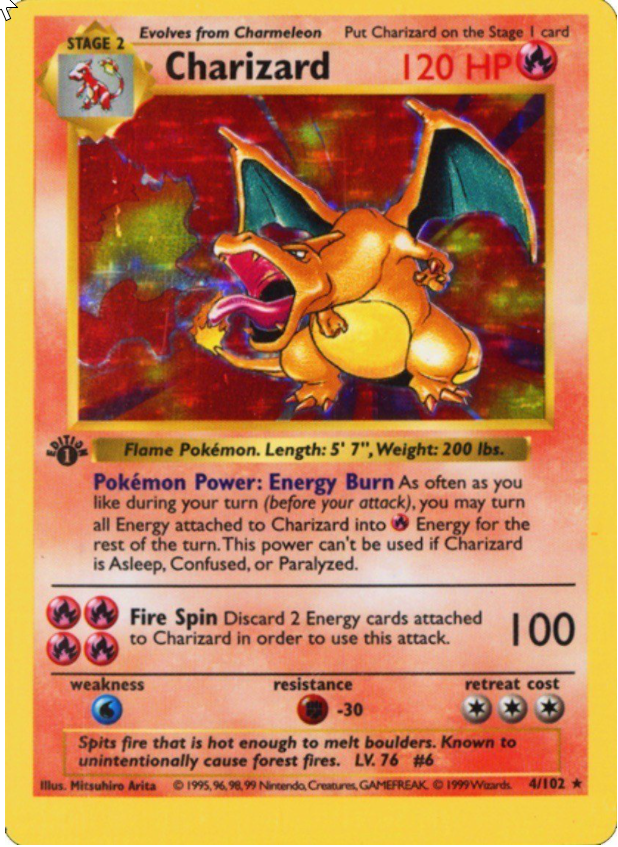 Evolves from Charmeleon Put Charizard on the Stage 1 card
STAGE 2
Charizard 120 HP
EDITION
1
Flame Pokémon. Length: 5' 7", Weight: 200 lbs.
Pokémon Power: Energy Burn As often as you
like during your turn (before your attack), you may turn
all Energy attached to Charizard into Energy for the
rest of the turn. This power can't be used if Charizard
is Asleep, Confused, or Paralyzed.
Fire Spin Discard 2 Energy cards attached
to Charizard in order to use this attack.
100
weakness resistance retreat cost
-30
Spits fire that is hot enough to melt boulders. Known to
unintentionally cause forest fires. LV. 76 #6
Illus. Mitsuhiro Arita © 1995, 96, 98, 99 Nintendo, Creatures, GAMEFREAK. © 1999 Wizards. 4/102 ★